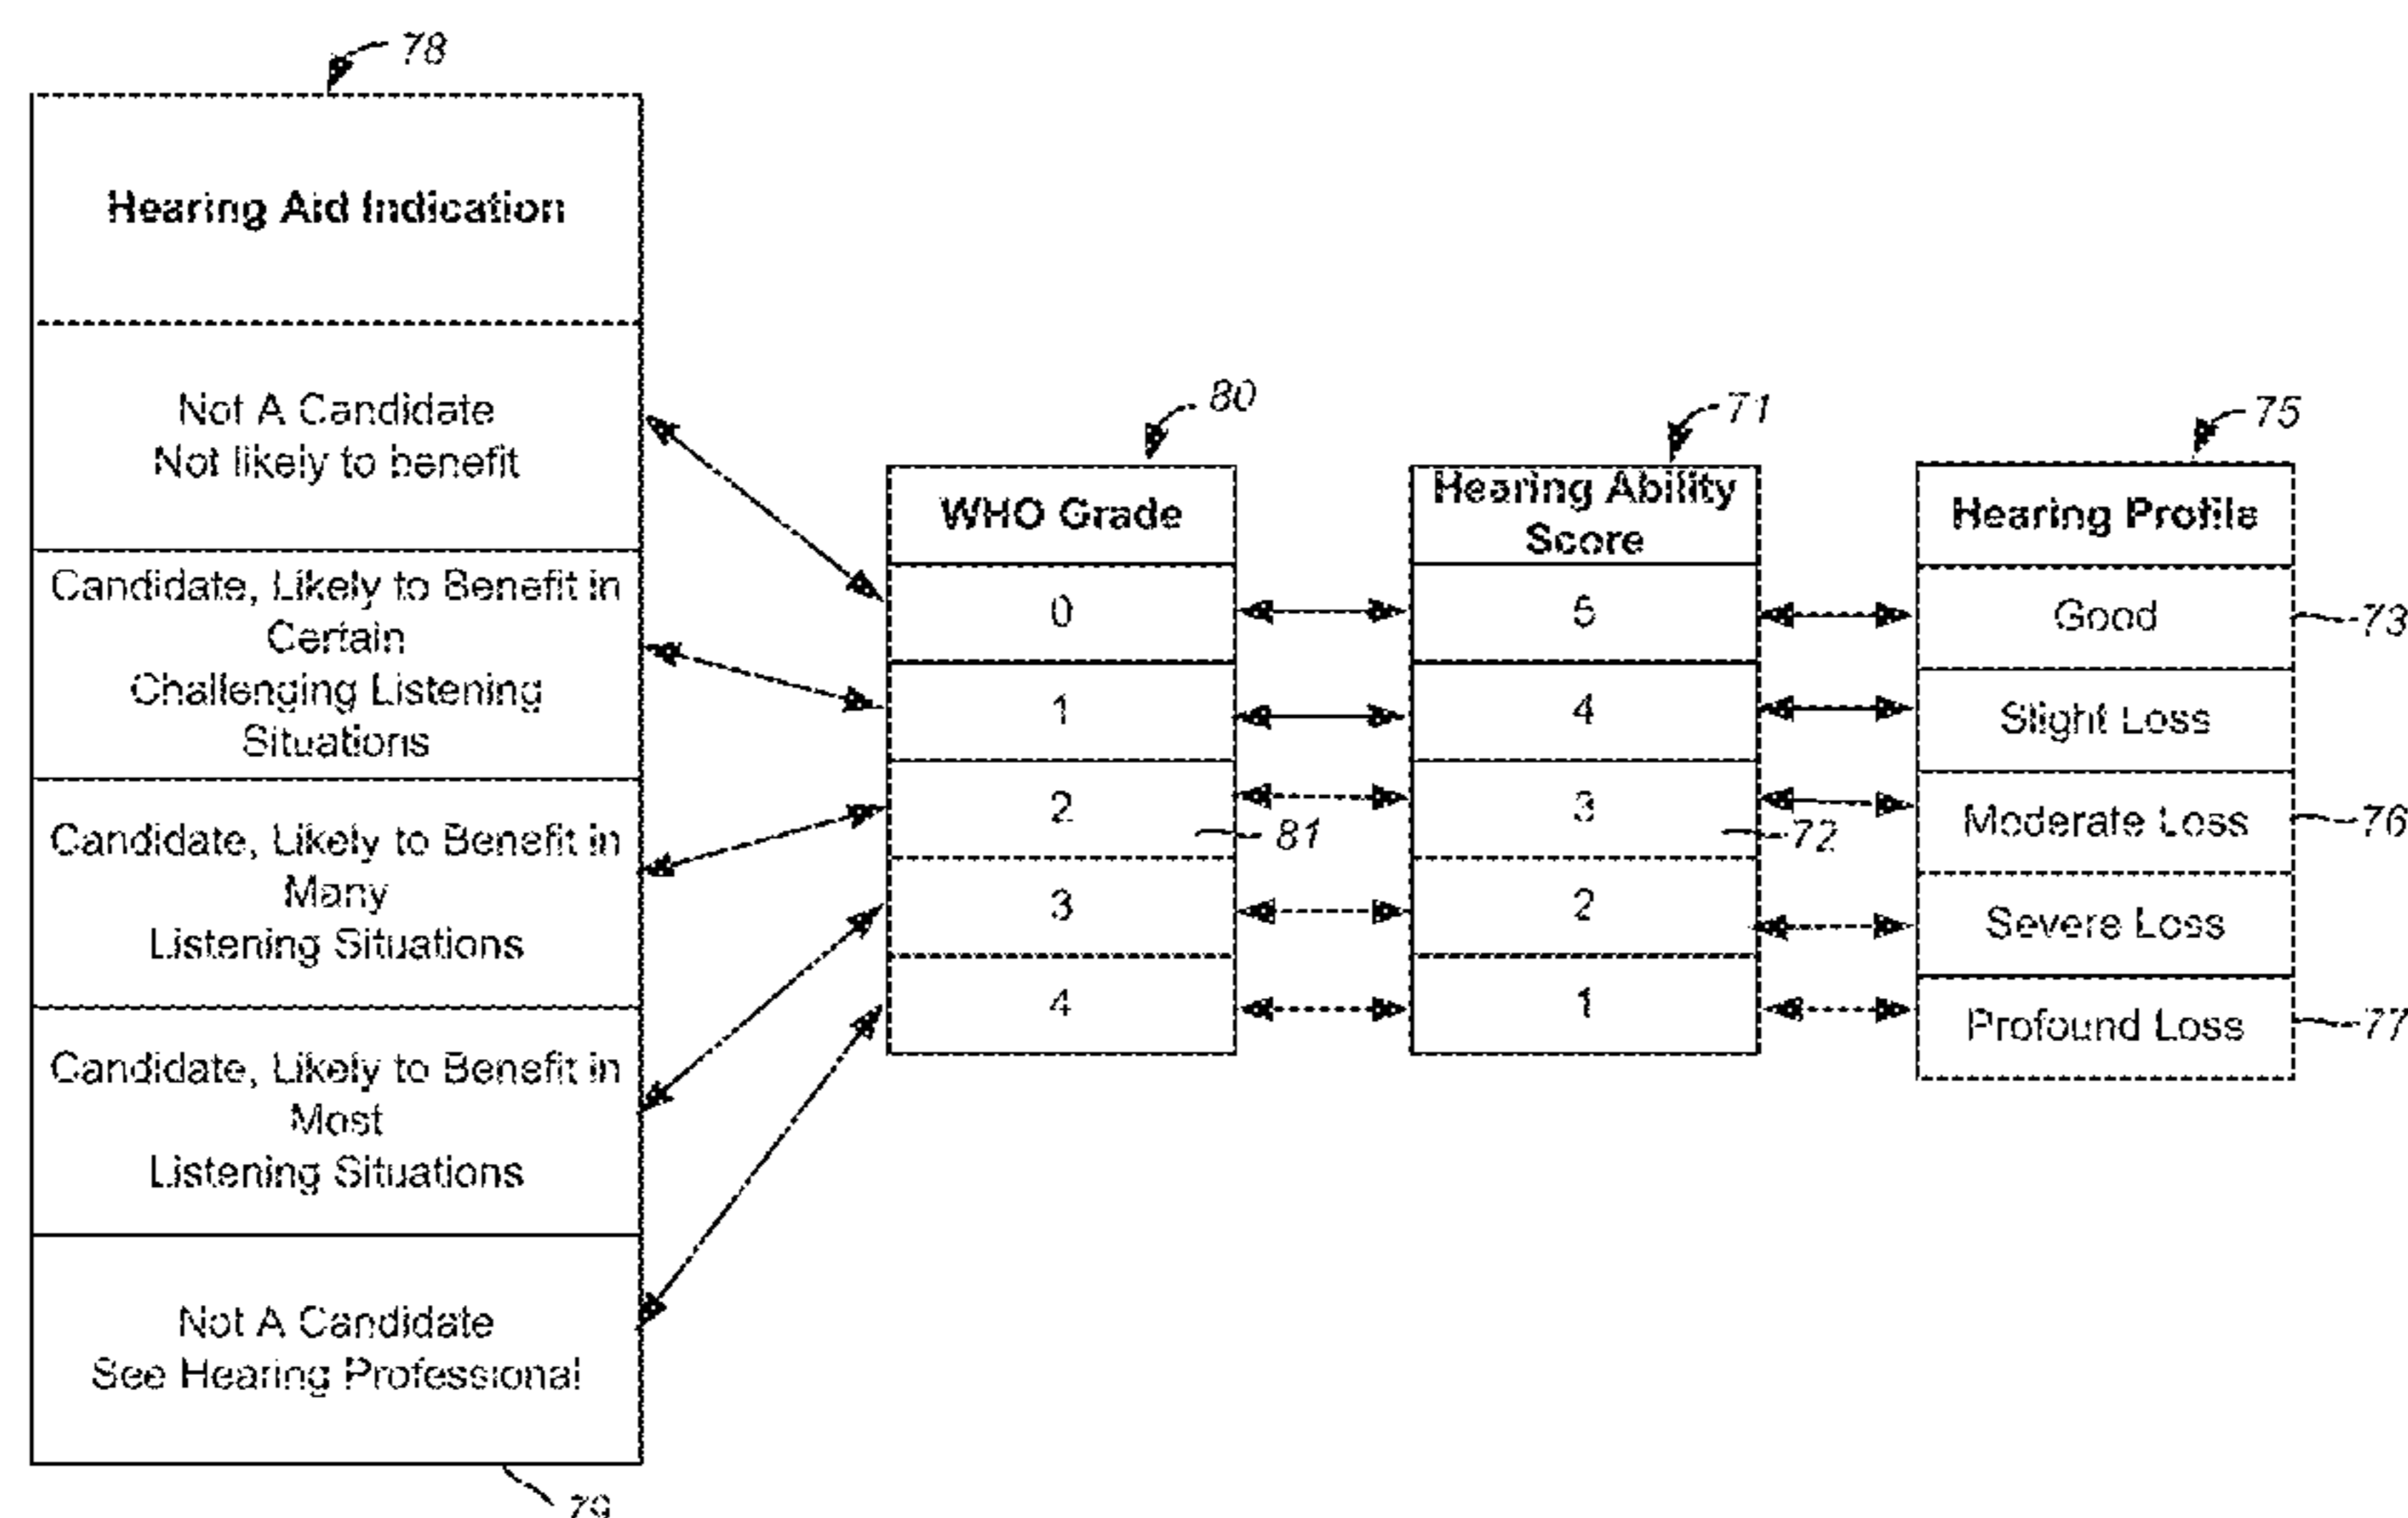 78
Hearing Aid Indication
Not A Candidate
Not likely to benefit
Candidate, Likely to Benefit in
Certain
Challenging Listening
Situations
Candidate, Likely to Benefit in
Many
Listening Situations
Candidate, Likely to Benefit in
Most
Listening Situations
Not A Candidate
See Hearing Professional
79
80
WHO Grade
0
1
2
81
3
4
71
Hearing Ability
Score
5
4
3
72
2
1
75
Hearing Profile
Good
73
Slight Loss
Moderate Loss
76
Severe Loss
Profound Loss
77